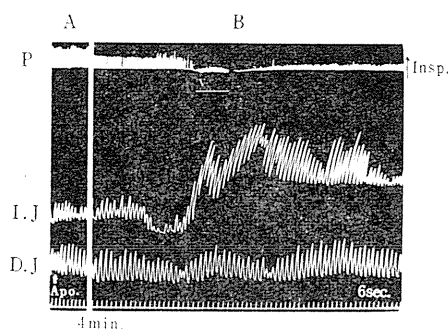 A B
P
Insp.
I.J
D.J
Apo. 6sec.
4min.